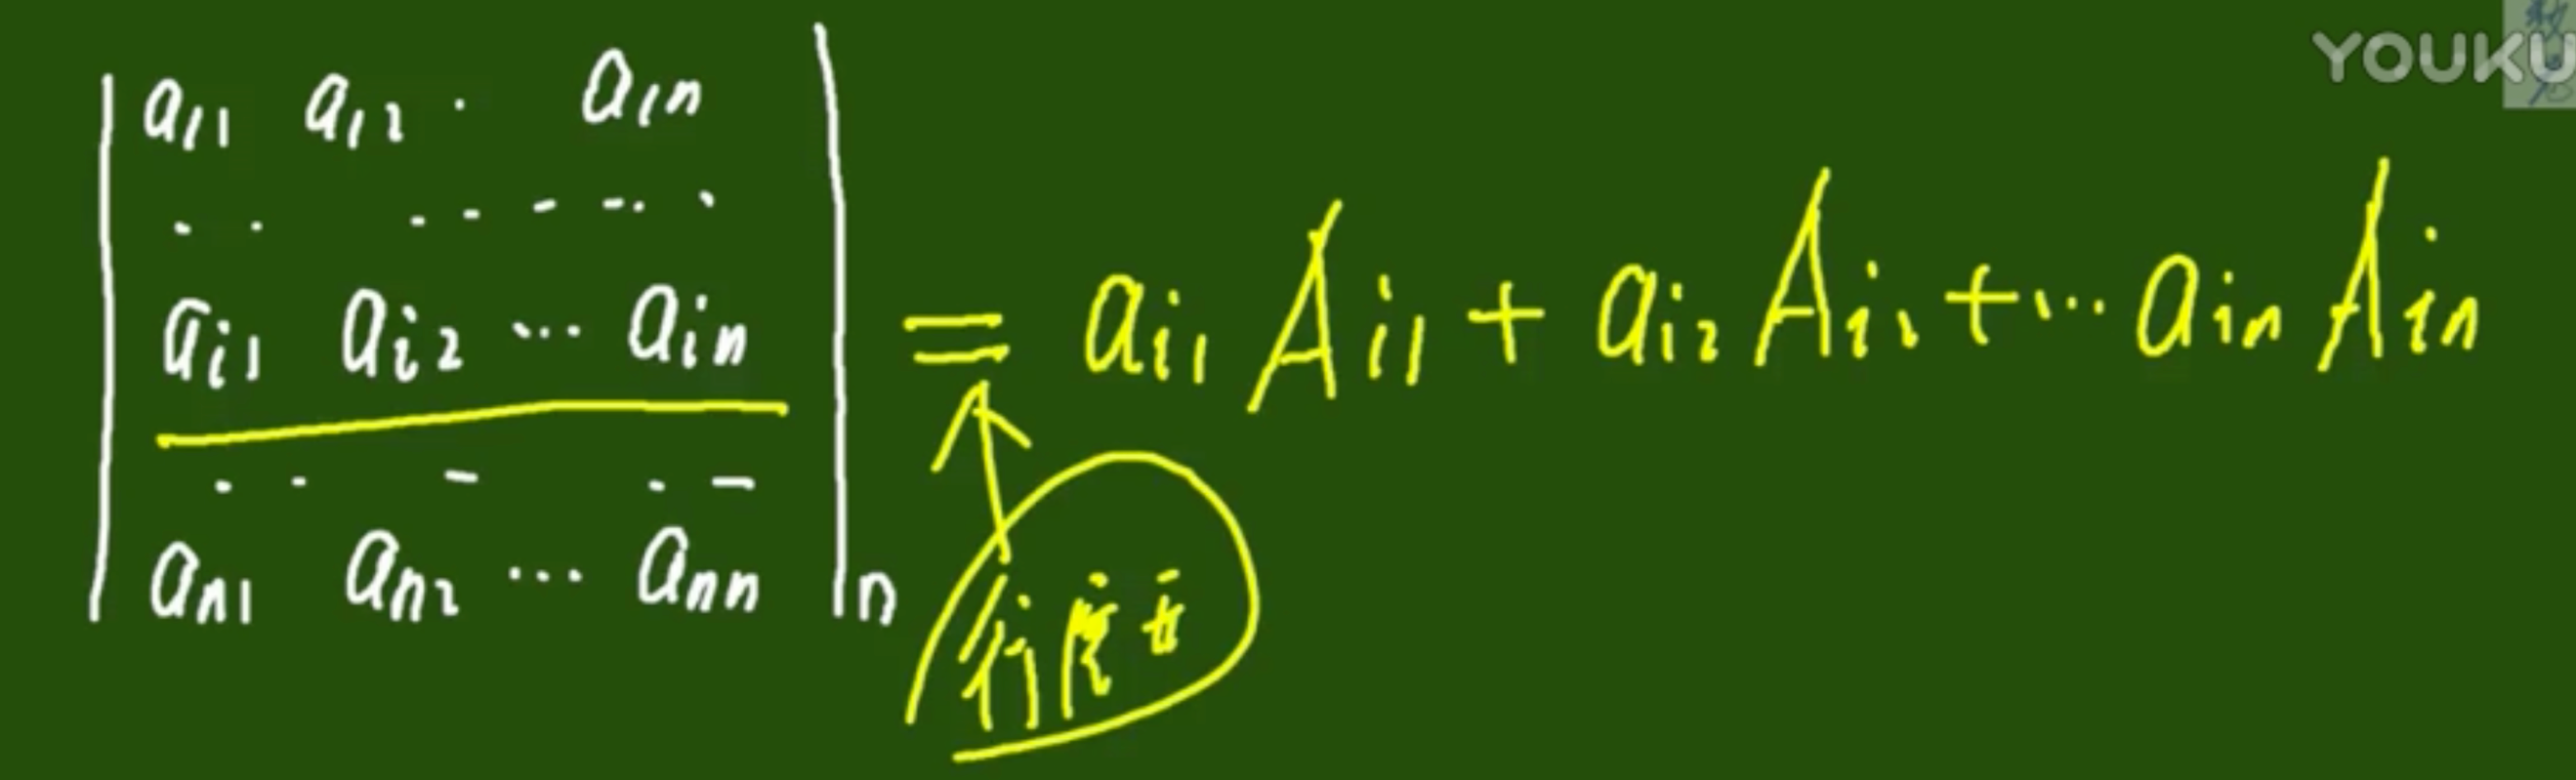 YOUKU
a11 a12 · a1n
ai1 ai2 ... ain
an1 an2 ... ann n
= ai1 Ai1 + ai2 Ai2 + ... ain Ain
行展开